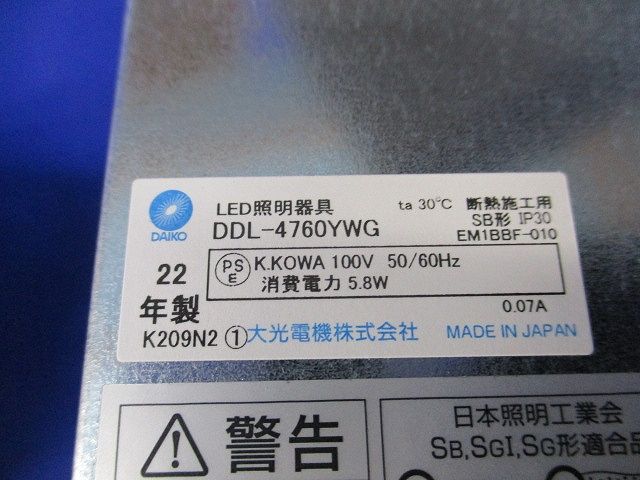 DAIKO
LED照明器具
DDL-4760YWG
ta 30℃ 断熱施工用
SB形 IP30
EM1BBF-010
22
年製
PSE K.KOWA 100V 50/60Hz
消費電力 5.8W
0.07A
K209N2 ① 大光電機株式会社 MADE IN JAPAN
警告
日本照明工業会
SB,SGI,SG形適合品